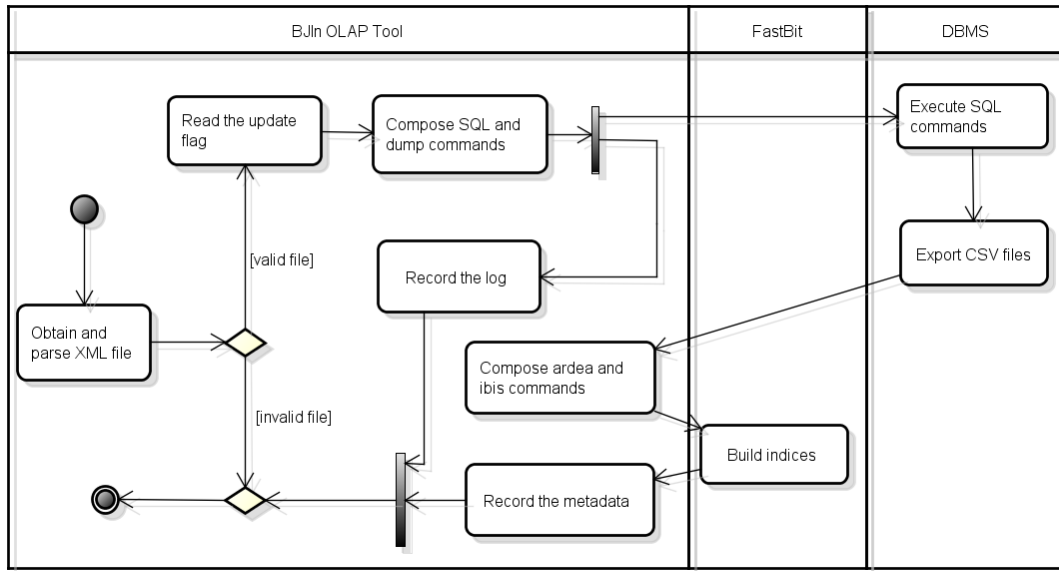 BJIn OLAP Tool
FastBit
DBMS
Read the update
flag
Compose SQL and
dump commands
Execute SQL
commands
[valid file]
Record the log
Export CSV files
Obtain and
parse XML file
Compose ardea and
ibis commands
[invalid file]
Build indices
Record the metadata